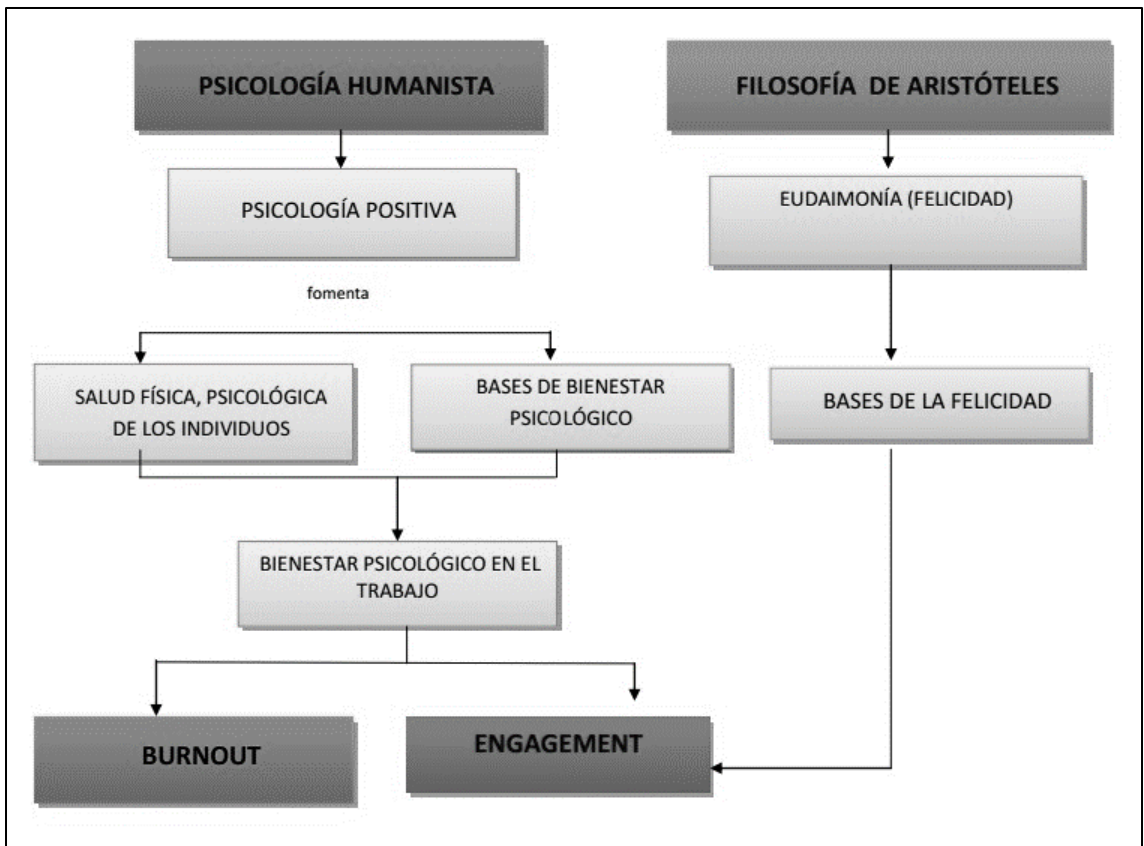 PSICOLOGÍA HUMANISTA
FILOSOFÍA DE ARISTÓTELES
PSICOLOGÍA POSITIVA
EUDAIMONÍA (FELICIDAD)
fomenta
SALUD FÍSICA, PSICOLÓGICA
DE LOS INDIVIDUOS
BASES DE BIENESTAR
PSICOLÓGICO
BASES DE LA FELICIDAD
BIENESTAR PSICOLÓGICO EN EL
TRABAJO
BURNOUT
ENGAGEMENT